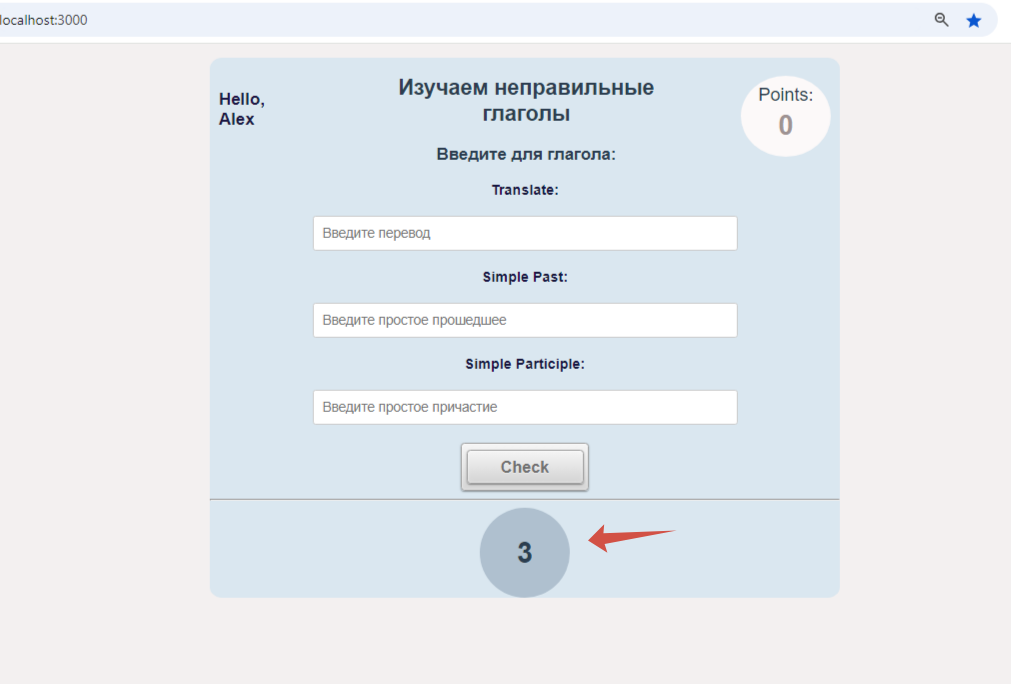 localhost:3000
Hello,
Alex
Изучаем неправильные
глаголы
Points:
0
Введите для глагола:
Translate:
Введите перевод
Simple Past:
Введите простое прошедшее
Simple Participle:
Введите простое причастие
Check
3